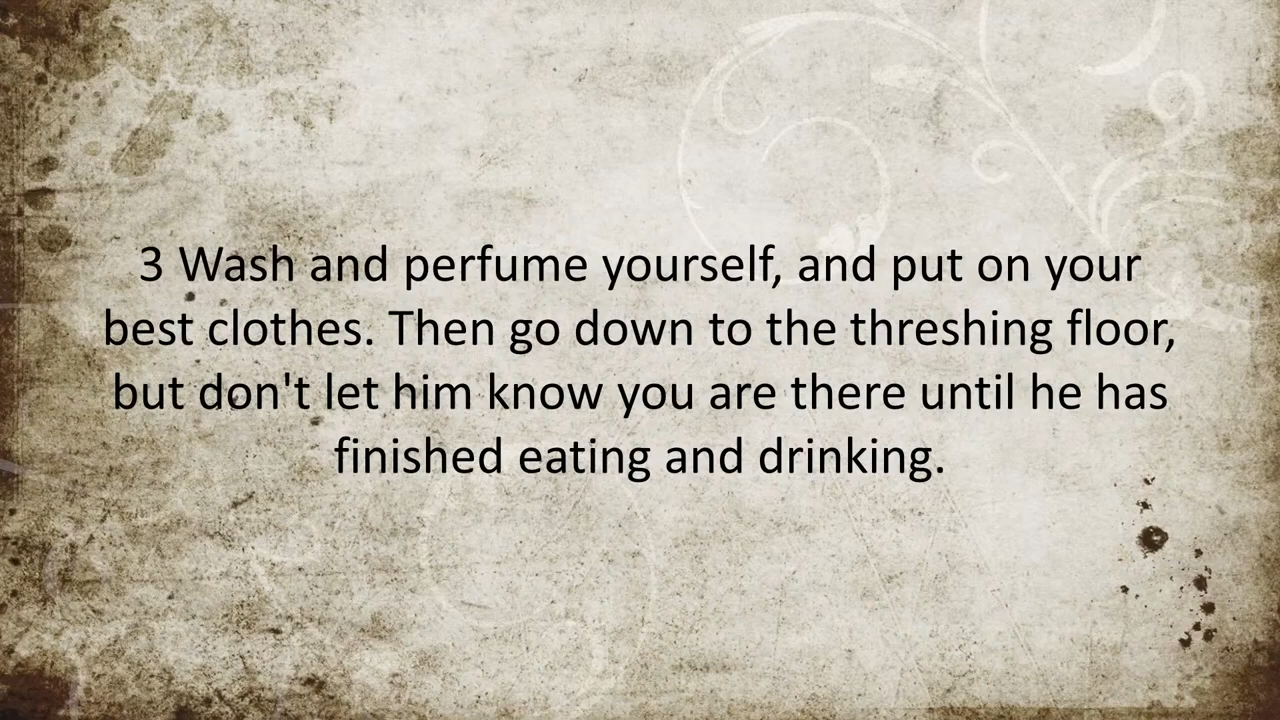 3 Wash and perfume yourself, and put on your
best clothes. Then go down to the threshing floor,
but don't let him know you are there until he has
finished eating and drinking.